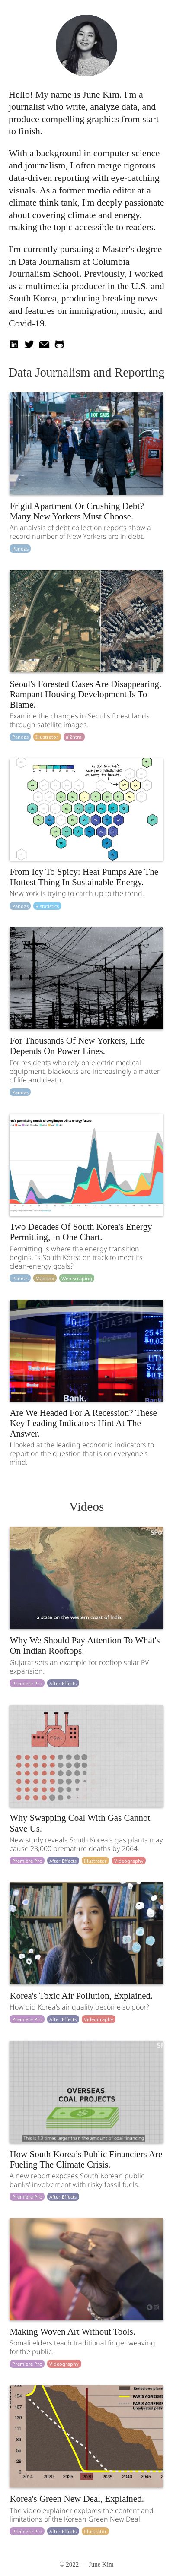 Hello! My name is June Kim. I'm a
journalist who write, analyze data, and
produce compelling graphics from start
to finish.
With a background in computer science
and journalism, I often merge rigorous
data-driven reporting with eye-catching
visuals. As a former media editor at a
climate think tank, I'm deeply passionate
about covering climate and energy,
making the topic accessible to readers.
I'm currently pursuing a Master's degree
in Data Journalism at Columbia
Journalism School. Previously, I worked
as a multimedia producer in the U.S. and
South Korea, producing breaking news
and features on immigration, music, and
Covid-19.
Data Journalism and Reporting
Frigid Apartment Or Crushing Debt?
Many New Yorkers Must Choose.
An analysis of debt collection reports show a
record number of New Yorkers are in debt.
Pandas
Seoul's Forested Oases Are Disappearing.
Rampant Housing Development Is To
Blame.
Examine the changes in Seoul's forest lands
through satellite footages.
Pandas Illustrator ai2html
From Icy To Spicy: Heat Pumps Are The
Hottest Thing In Sustainable Energy.
New York is trying to catch up to the trend.
Pandas
For Thousands Of New Yorkers, Life
Depends On Power Lines.
For residents who rely on electric medical
equipment, blackouts are increasingly a matter
of life and death.
Pandas
Two Decades Of South Korea's Energy
Permitting, In One Chart.
Permitting is where the energy transition
begins. Is South Korea on track to meet its
clean-energy goals?
Pandas Web scraping
UTX
57.21
Bank.
Are We Headed For A Recession? These
Key Leading Indicators Hint At The
Answer.
I looked at the leading economic indicators to
report on the question that is on everyone's
mind.
Videos
a state on the western coast of India,
Why We Should Pay Attention To What's
On Indian Rooftops.
Gujarat sets an example for rooftop solar PV
expansion.
Premiere Pro After Effects
COAL
Why Swapping Coal With Gas Cannot
Save Us.
New study reveals South Korea's gas plants may
cause 23,000 premature deaths by 2064.
Premiere Pro After Effects Illustrator Videography
Korea's Toxic Air Pollution, Explained.
How did Korea's air quality become so poor?
Premiere Pro After Effects Videography
OVERSEAS
COAL PROJECTS
This is 13 times larger than the amount of coal financing
How South Korea’s Public Financiers Are
Fueling The Climate Crisis.
A new report exposes South Korean public
banks' involvement with risky fossil fuels.
Premiere Pro After Effects
Making Woven Art Without Tools.
Somali elders teach traditional finger weaving
for the public.
Premiere Pro Videography
Korea's Green New Deal, Explained.
The video explainer explores the content and
limitations of the Korean Green New Deal.
Premiere Pro After Effects Illustrator
© 2022 — June Kim